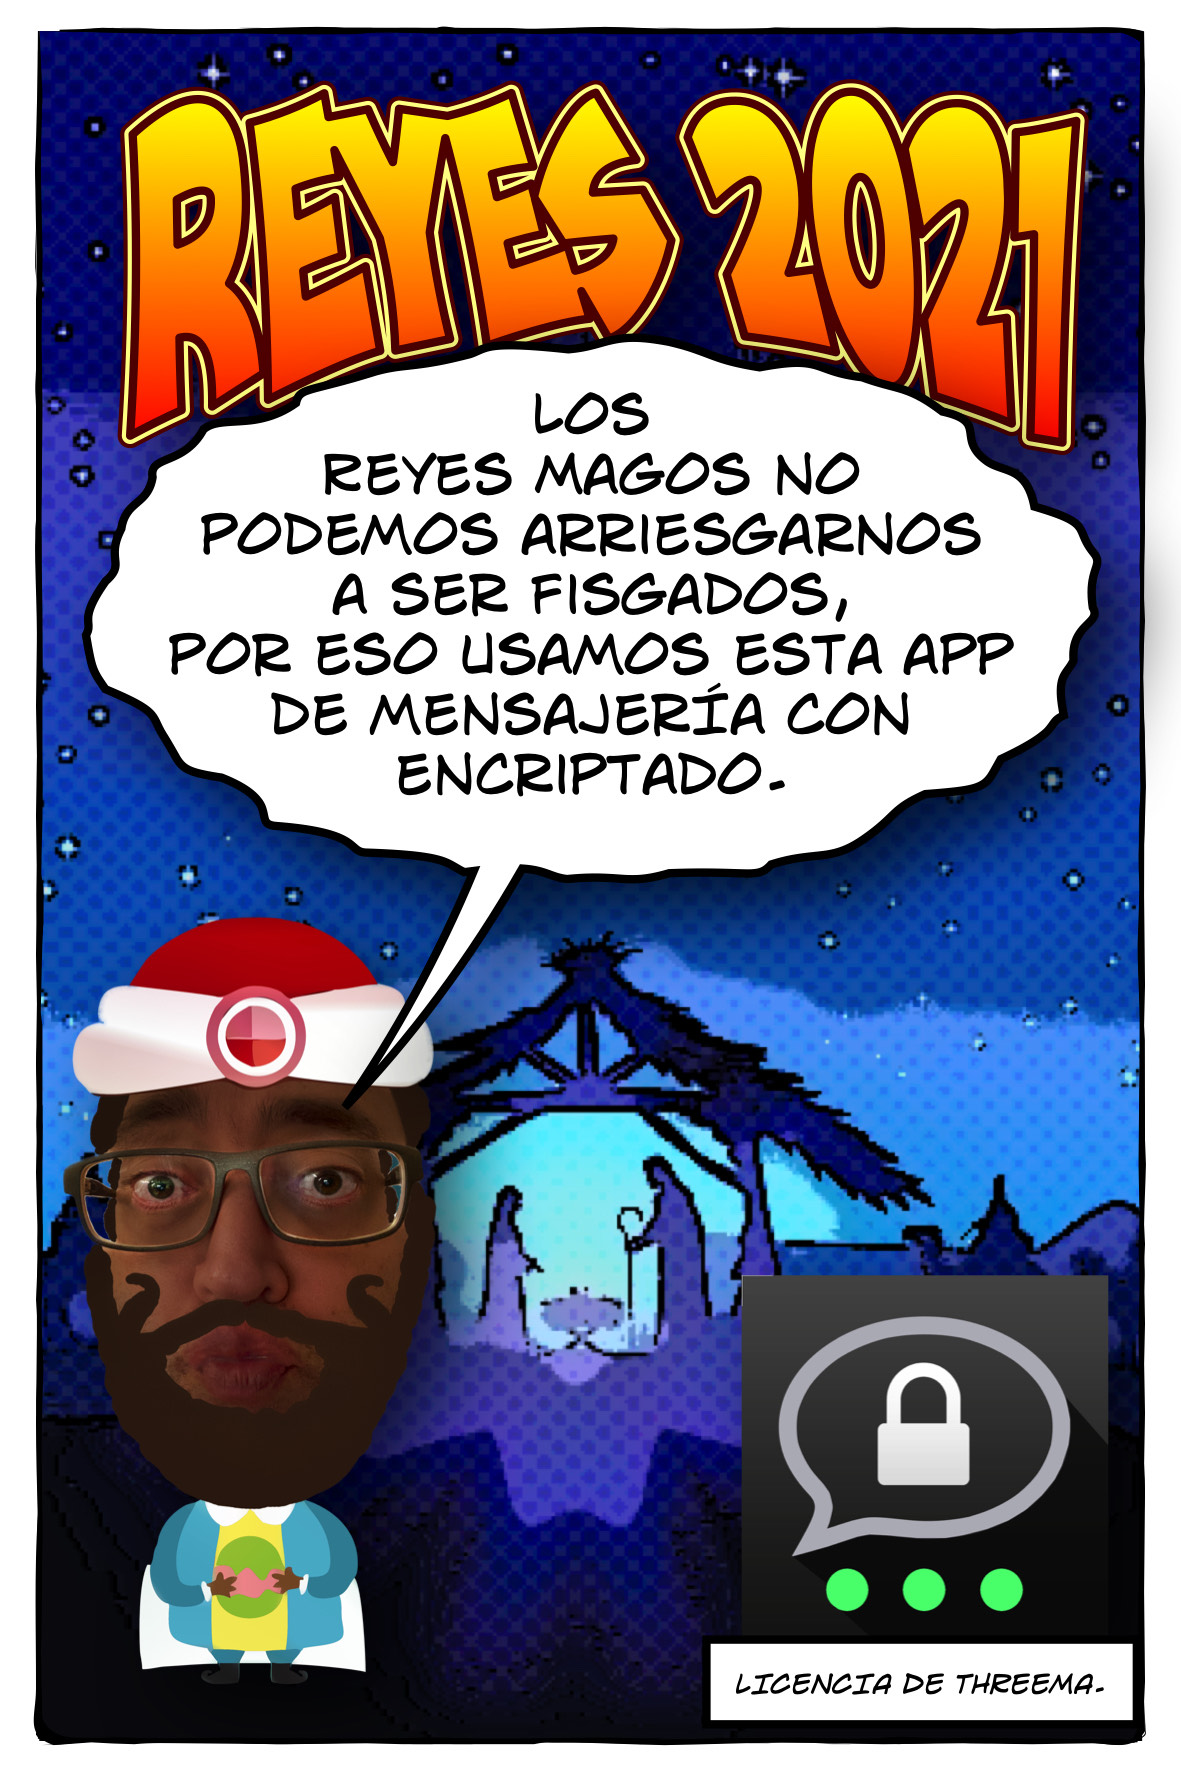 REYES 2021
LOS
REYES MAGOS NO
PODEMOS ARRIESGARNOS
A SER FISGADOS,
POR ESO USAMOS ESTA APP
DE MENSAJERÍA CON
ENCRIPTADO.
LICENCIA DE THREEMA.